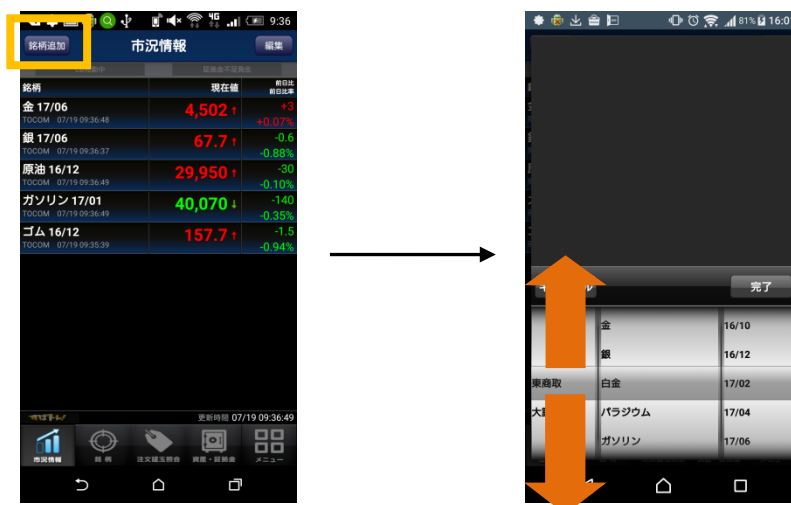 4G 9:36
銘柄追加 市況情報 編集
銘柄 現在値 前日比
前日比率
金 17/06 4,502↑ +3
TOCOM 07/19 09:36:48 +0.07%
銀 17/06 67.7↑ -0.6
TOCOM 07/19 09:36:37 -0.88%
原油 16/12 29,950↑ -30
TOCOM 07/19 09:36:49 -0.10%
ガソリン 17/01 40,070↓ -140
TOCOM 07/19 09:36:49 -0.35%
ゴム 16/12 157.7↑ -1.5
TOCOM 07/19 09:35:39 -0.94%
更新時間 07/19 09:36:49
市況情報 銘柄 注文建玉照会 資産・証拠金 メニュー
81% 16:01
完了
金 16/10
銀 16/12
東商取 白金 17/02
パラジウム 17/04
ガソリン 17/06